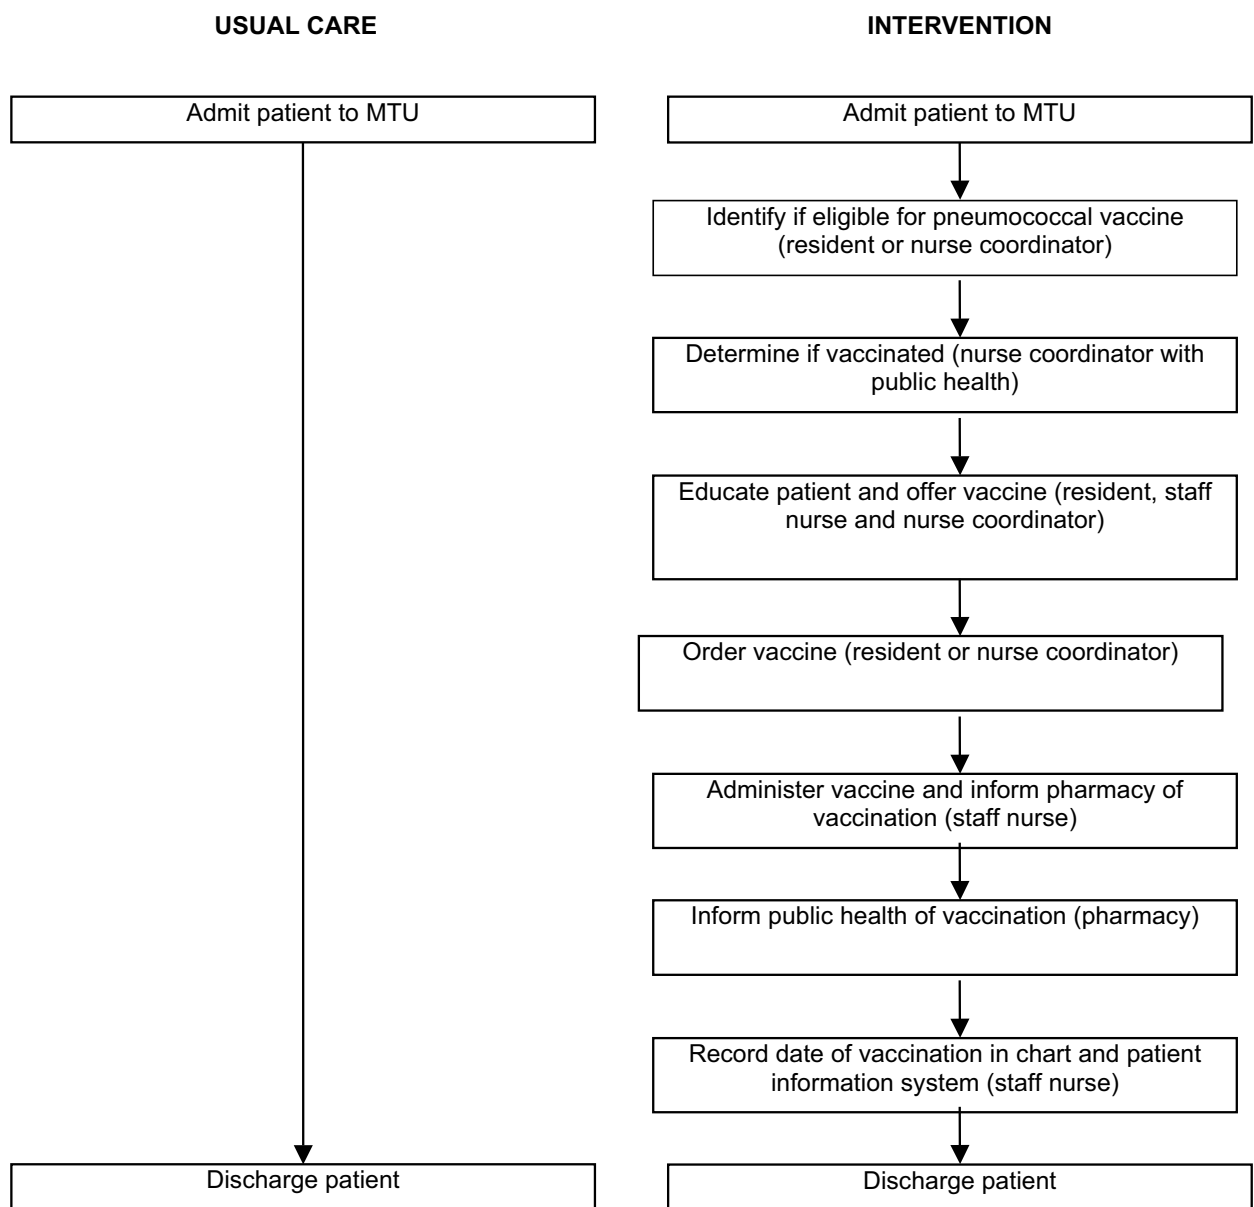 USUAL CARE
Admit patient to MTU
Discharge patient
INTERVENTION
Admit patient to MTU
Identify if eligible for pneumococcal vaccine
(resident or nurse coordinator)
Determine if vaccinated (nurse coordinator with
public health)
Educate patient and offer vaccine (resident, staff
nurse and nurse coordinator)
Order vaccine (resident or nurse coordinator)
Administer vaccine and inform pharmacy of
vaccination (staff nurse)
Inform public health of vaccination (pharmacy)
Record date of vaccination in chart and patient
information system (staff nurse)
Discharge patient